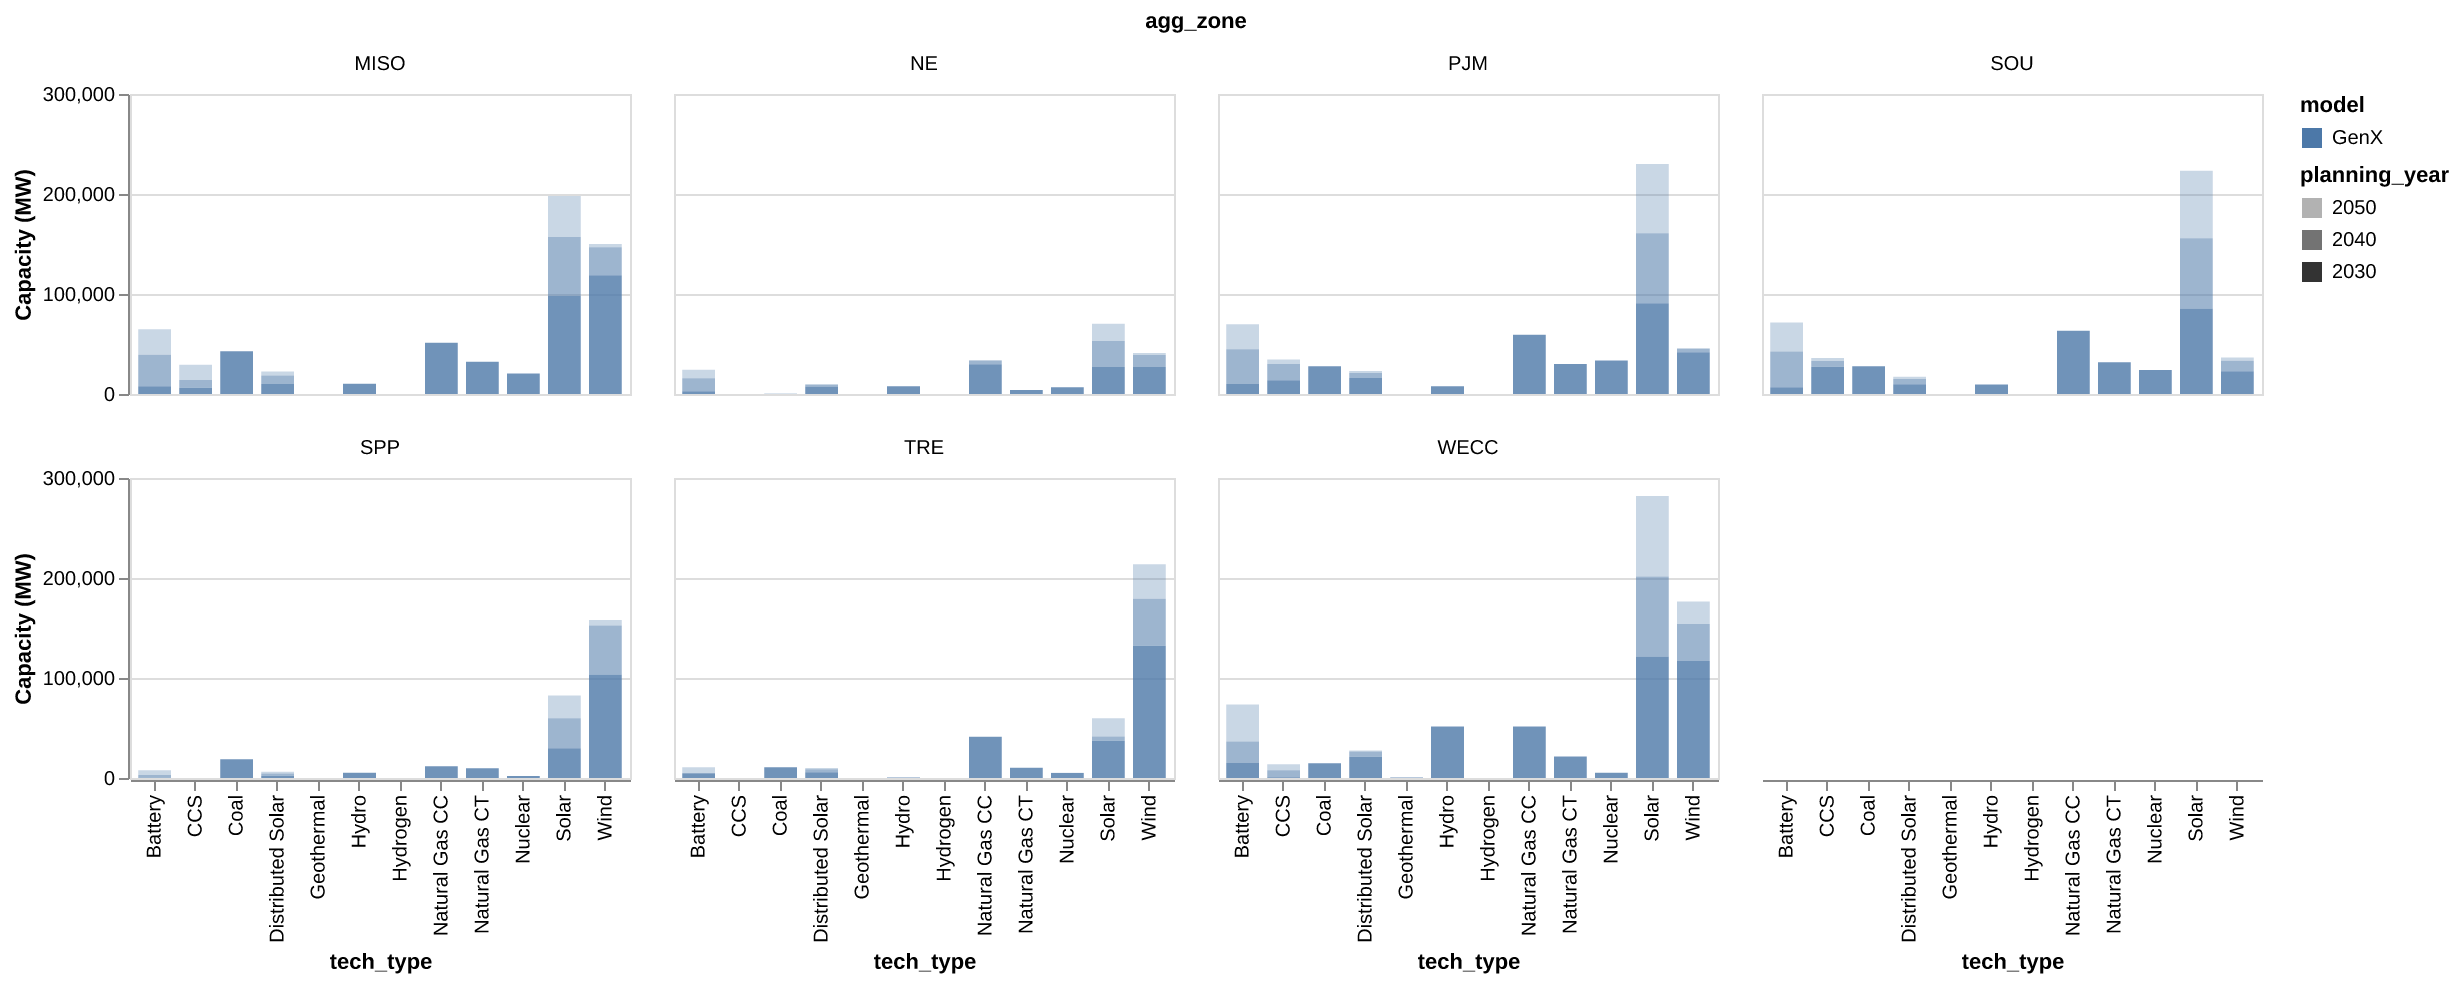 agg_zone
MISO
NE
PJM
SOU
300,000
200,000
100,000
0
Capacity (MW)
model
GenX
planning_year
2050
2040
2030
SPP
TRE
WECC
300,000
200,000
100,000
0
Capacity (MW)
Battery
CCS
Coal
Distributed Solar
Geothermal
Hydro
Hydrogen
Natural Gas CC
Natural Gas CT
Nuclear
Solar
Wind
tech_type
Battery
CCS
Coal
Distributed Solar
Geothermal
Hydro
Hydrogen
Natural Gas CC
Natural Gas CT
Nuclear
Solar
Wind
tech_type
Battery
CCS
Coal
Distributed Solar
Geothermal
Hydro
Hydrogen
Natural Gas CC
Natural Gas CT
Nuclear
Solar
Wind
tech_type
Battery
CCS
Coal
Distributed Solar
Geothermal
Hydro
Hydrogen
Natural Gas CC
Natural Gas CT
Nuclear
Solar
Wind
tech_type